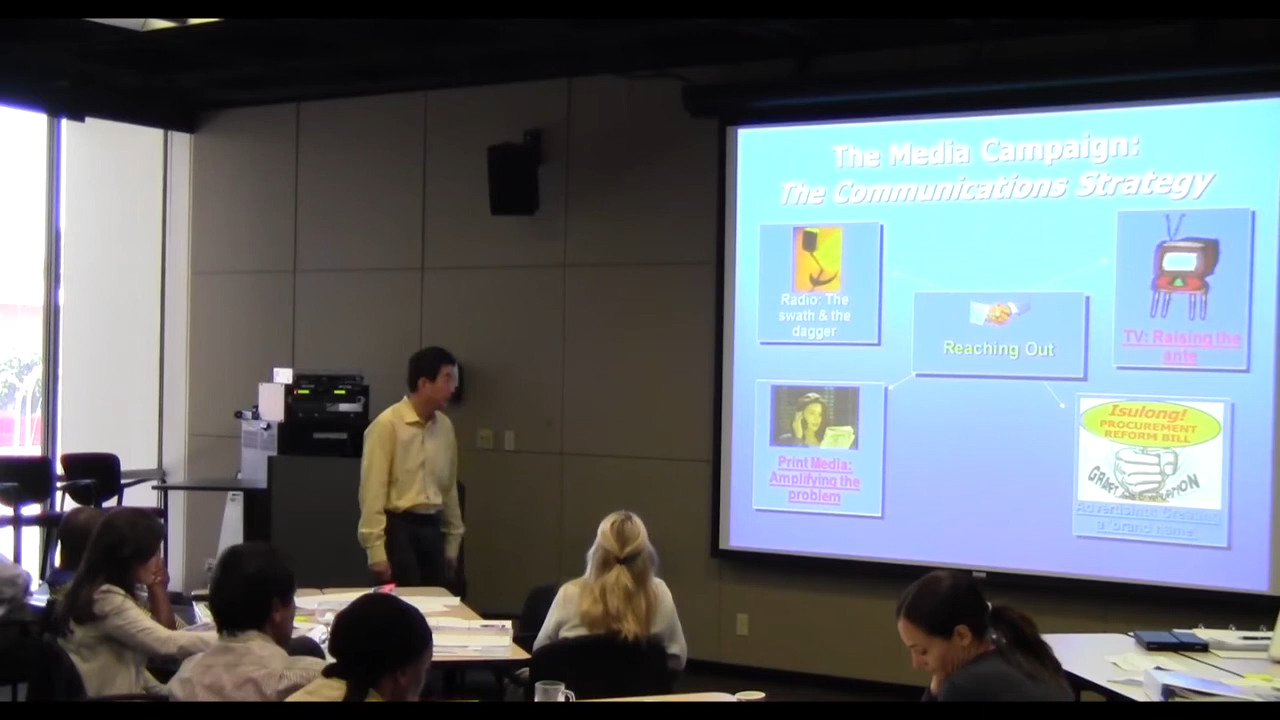 The Media Campaign:
The Communications Strategy
Radio: The
swath & the
dagger
TV: Raising the
ante
Reaching Out
Print Media:
Amplifying the
problem
Isulong!
PROCUREMENT
REFORM BILL
Advertising: Creating
a "brand name"